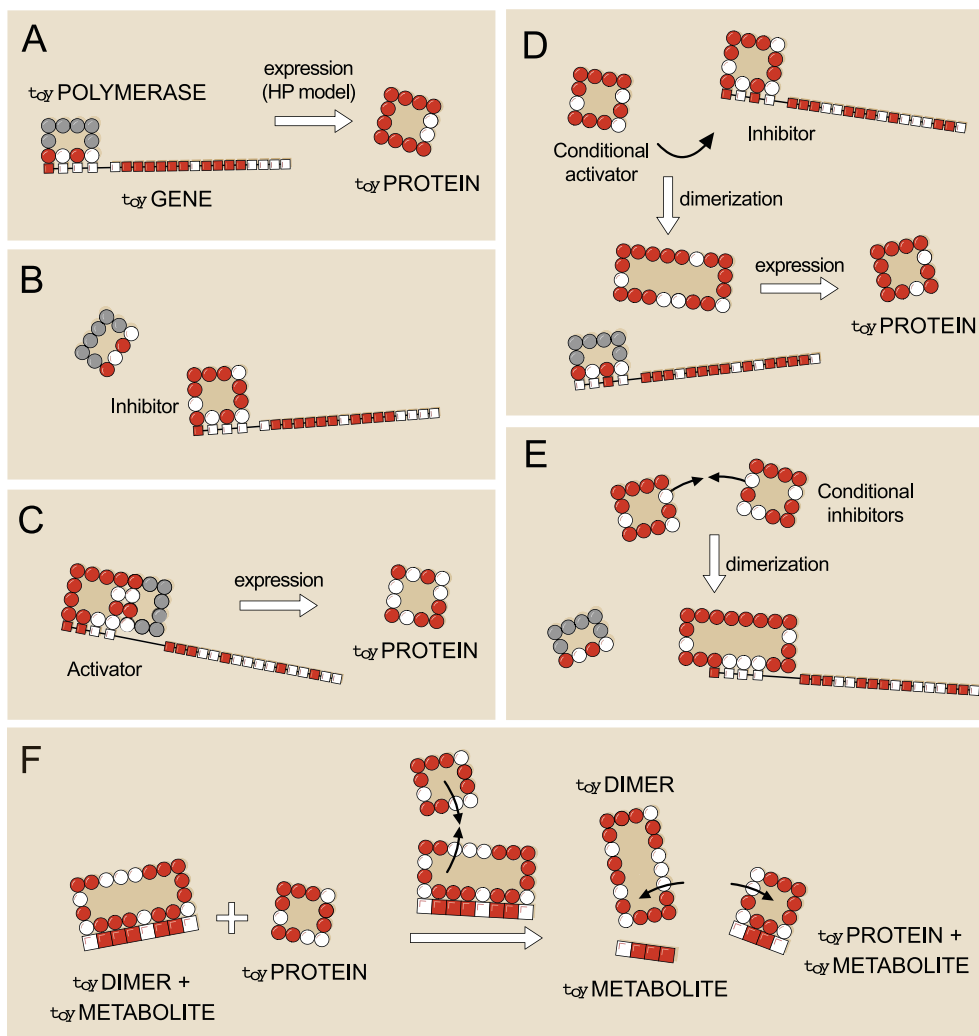 A
toy POLYMERASE
expression
(HP model)
toy GENE
toy PROTEIN
B
Inhibitor
C
expression
Activator
toy PROTEIN
D
Conditional
activator
Inhibitor
dimerization
expression
toy PROTEIN
E
Conditional
inhibitors
dimerization
F
toy DIMER +
toy METABOLITE
toy PROTEIN
toy DIMER
toy METABOLITE
toy PROTEIN +
toy METABOLITE